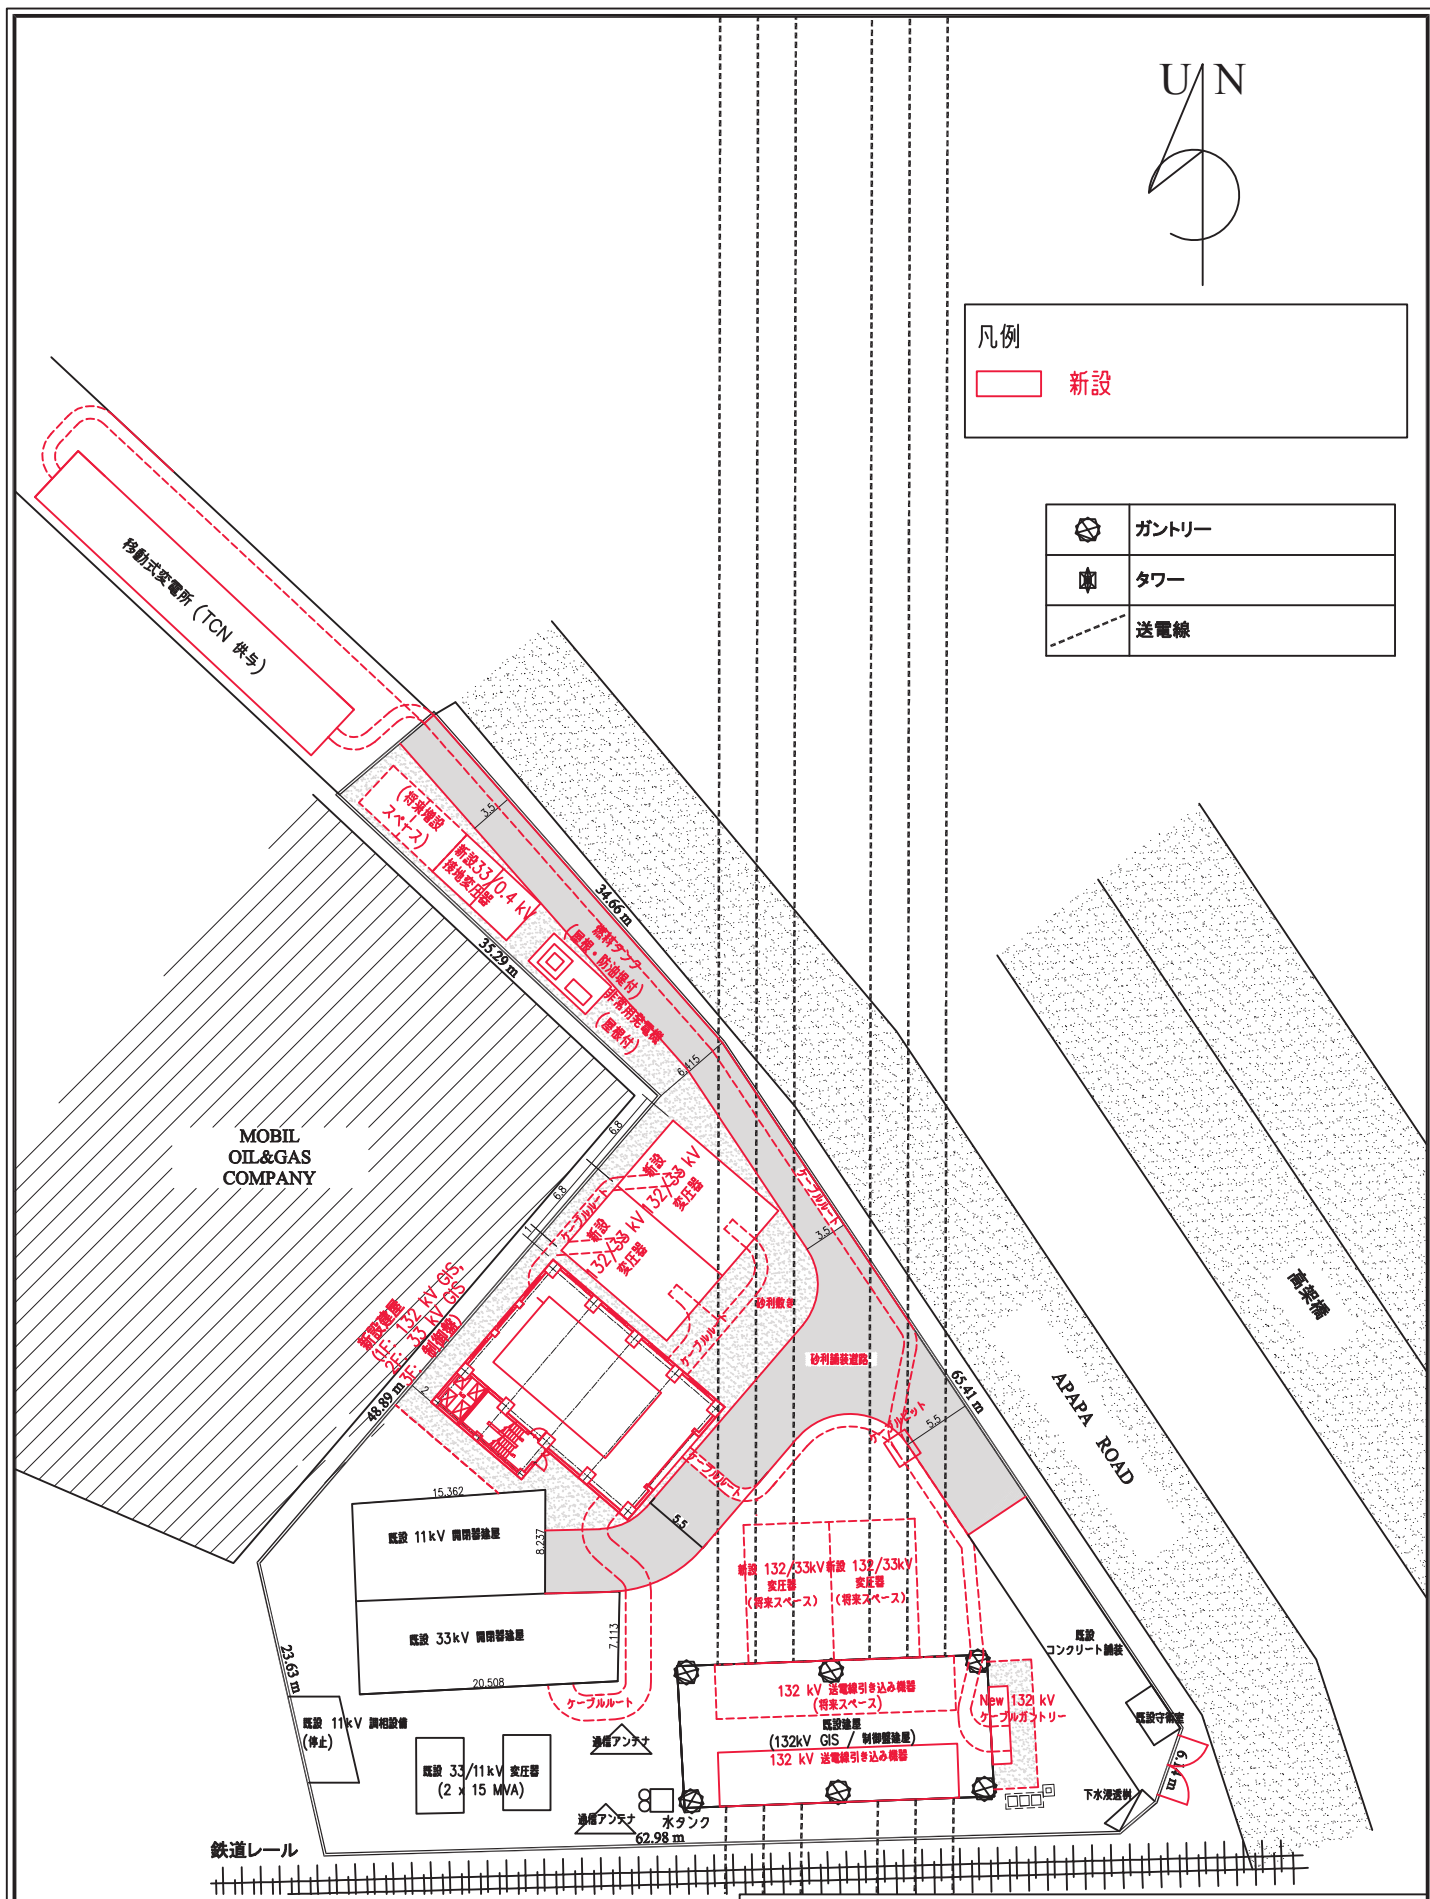 U N
凡例
新設
ガントリー
タワー
送電線
移動式変電所 (TCN 供与)
(将来増設
スペース)
新設33/0.4 kV
接地変圧器
3.5
34.66 m
35.29 m
燃料タンク
(屋根・防油堤付)
非常用発電機
(屋根付)
6.415
6.8
6.8
MOBIL
OIL&GAS
COMPANY
新設
132/33 kV
変圧器
新設
132/33 kV
変圧器
ケーブルルート
ケーブルルート
3.5
砂利敷き
砂利舗装道路
ケーブルルート
新設建屋
(1F: 132 kV GIS,
2F: 33 kV GIS
3F: 制御盤)
2
48.89 m
65.41 m
5.5
ケーブルピット
ケーブルルート
5.5
高架橋
APAPA ROAD
15.362
既設 11kV 開閉器建屋
8.237
既設 33kV 開閉器建屋
7.113
20.508
ケーブルルート
新設 132/33kV
変圧器
(将来スペース)
新設 132/33kV
変圧器
(将来スペース)
既設
コンクリート舗装
23.63 m
132 kV 送電線引き込み機器
(将来スペース)
既設建屋
(132kV GIS / 制御盤建屋)
132 kV 送電線引き込み機器
New 132 kV
ケーブルガントリー
既設守衛室
6.14 m
下水浸透桝
既設 11kV 調相設備
(停止)
既設 33/11kV 変圧器
(2 x 15 MVA)
通信アンテナ
通信アンテナ
水タンク
62.98 m
鉄道レール